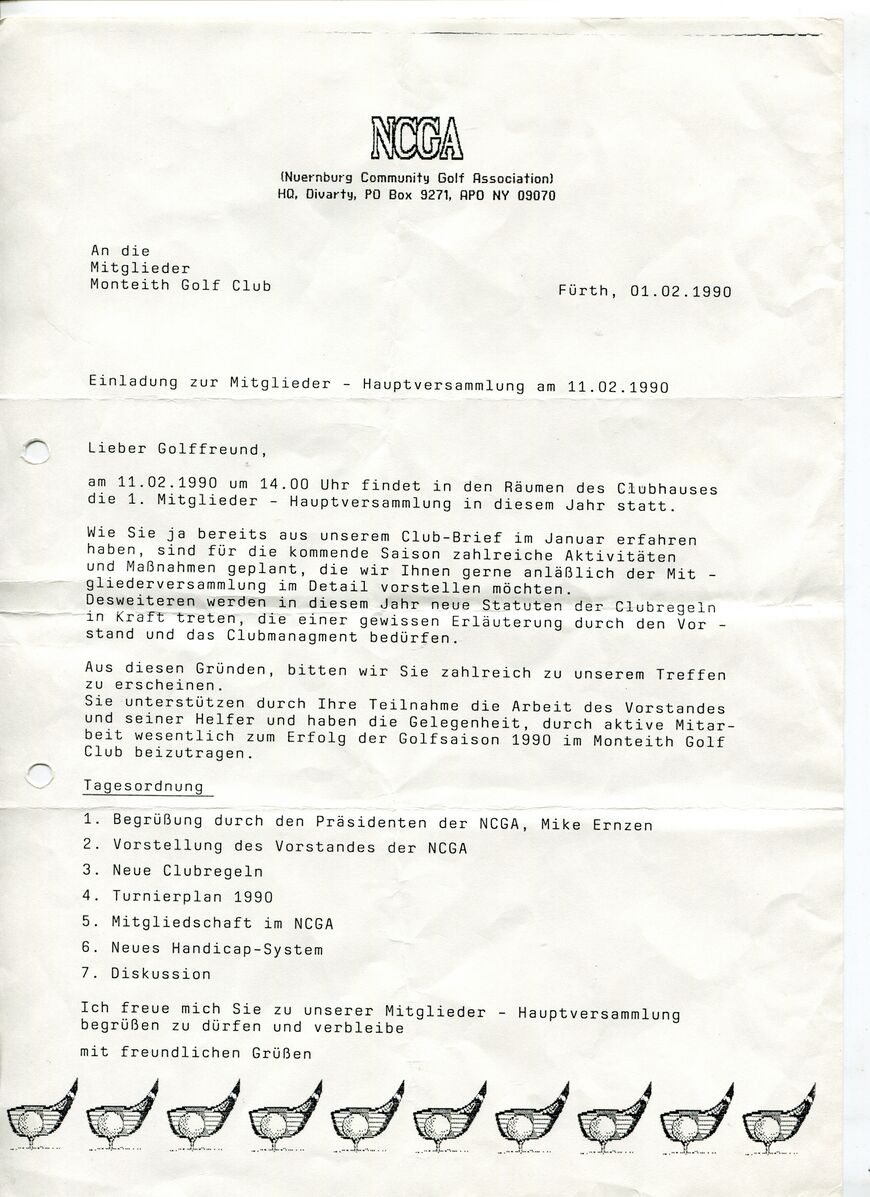 NCGA
(Nuernburg Community Golf Association)
HQ, Divarty, PO Box 9271, APO NY 09070
An die
Mitglieder
Monteith Golf Club
Fürth, 01.02.1990
Einladung zur Mitglieder - Hauptversammlung am 11.02.1990
Lieber Golffreund,
am 11.02.1990 um 14.00 Uhr findet in den Räumen des Clubhauses
die 1. Mitglieder - Hauptversammlung in diesem Jahr statt.
Wie Sie ja bereits aus unserem Club-Brief im Januar erfahren
haben, sind für die kommende Saison zahlreiche Aktivitäten
und Maßnahmen geplant, die wir Ihnen gerne anläßlich der Mit -
gliederversammlung im Detail vorstellen möchten.
Desweiteren werden in diesem Jahr neue Statuten der Clubregeln
in Kraft treten, die einer gewissen Erläuterung durch den Vor -
stand und das Clubmanagment bedürfen.
Aus diesen Gründen, bitten wir Sie zahlreich zu unserem Treffen
zu erscheinen.
Sie unterstützen durch Ihre Teilnahme die Arbeit des Vorstandes
und seiner Helfer und haben die Gelegenheit, durch aktive Mitar-
beit wesentlich zum Erfolg der Golfsaison 1990 im Monteith Golf
Club beizutragen.
Tagesordnung
1. Begrüßung durch den Präsidenten der NCGA, Mike Ernzen
2. Vorstellung des Vorstandes der NCGA
3. Neue Clubregeln
4. Turnierplan 1990
5. Mitgliedschaft im NCGA
6. Neues Handicap-System
7. Diskussion
Ich freue mich Sie zu unserer Mitglieder - Hauptversammlung
begrüßen zu dürfen und verbleibe
mit freundlichen Grüßen